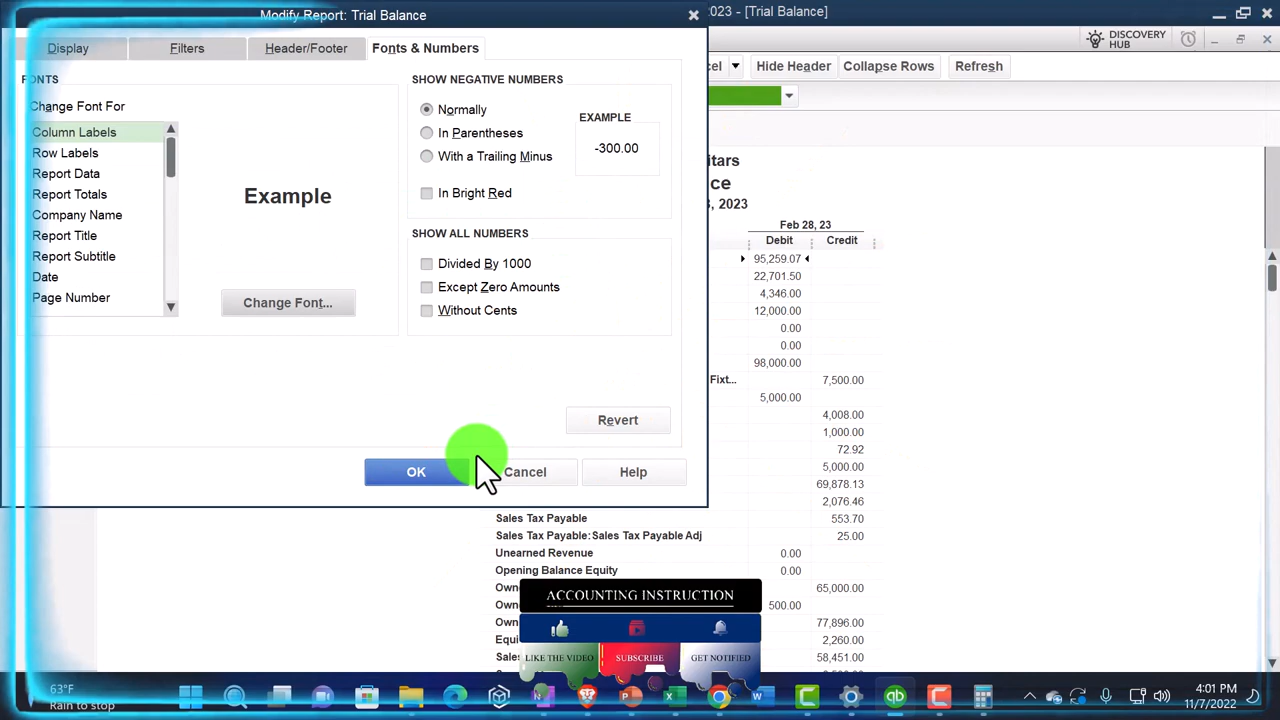 Modify Report: Trial Balance
2023 - [Trial Balance]
DISCOVERY
HUB
Display Filters Header/Footer Fonts & Numbers
Hide Header Collapse Rows Refresh
FONTS
Change Font For
Column Labels
Row Labels
Report Data
Report Totals
Company Name
Report Title
Report Subtitle
Date
Page Number
Example
Change Font...
SHOW NEGATIVE NUMBERS
Normally
In Parentheses
With a Trailing Minus
In Bright Red
EXAMPLE
-300.00
SHOW ALL NUMBERS
Divided By 1000
Except Zero Amounts
Without Cents
Revert
OK Cancel Help
2023
Feb 28, 23
Debit Credit
95,259.07
22,701.50
4,346.00
12,000.00
0.00
0.00
98,000.00
Fixt... 7,500.00
5,000.00
4,008.00
1,000.00
72.92
5,000.00
69,878.13
2,076.46
Sales Tax Payable 553.70
Sales Tax Payable:Sales Tax Payable Adj 25.00
Unearned Revenue 0.00
Opening Balance Equity 0.00
65,000.00
500.00
77,896.00
2,260.00
58,451.00
ACCOUNTING INSTRUCTION
LIKE THE VIDEO SUBSCRIBE GET NOTIFIED
63°F
Rain to stop
4:01 PM
11/7/2022